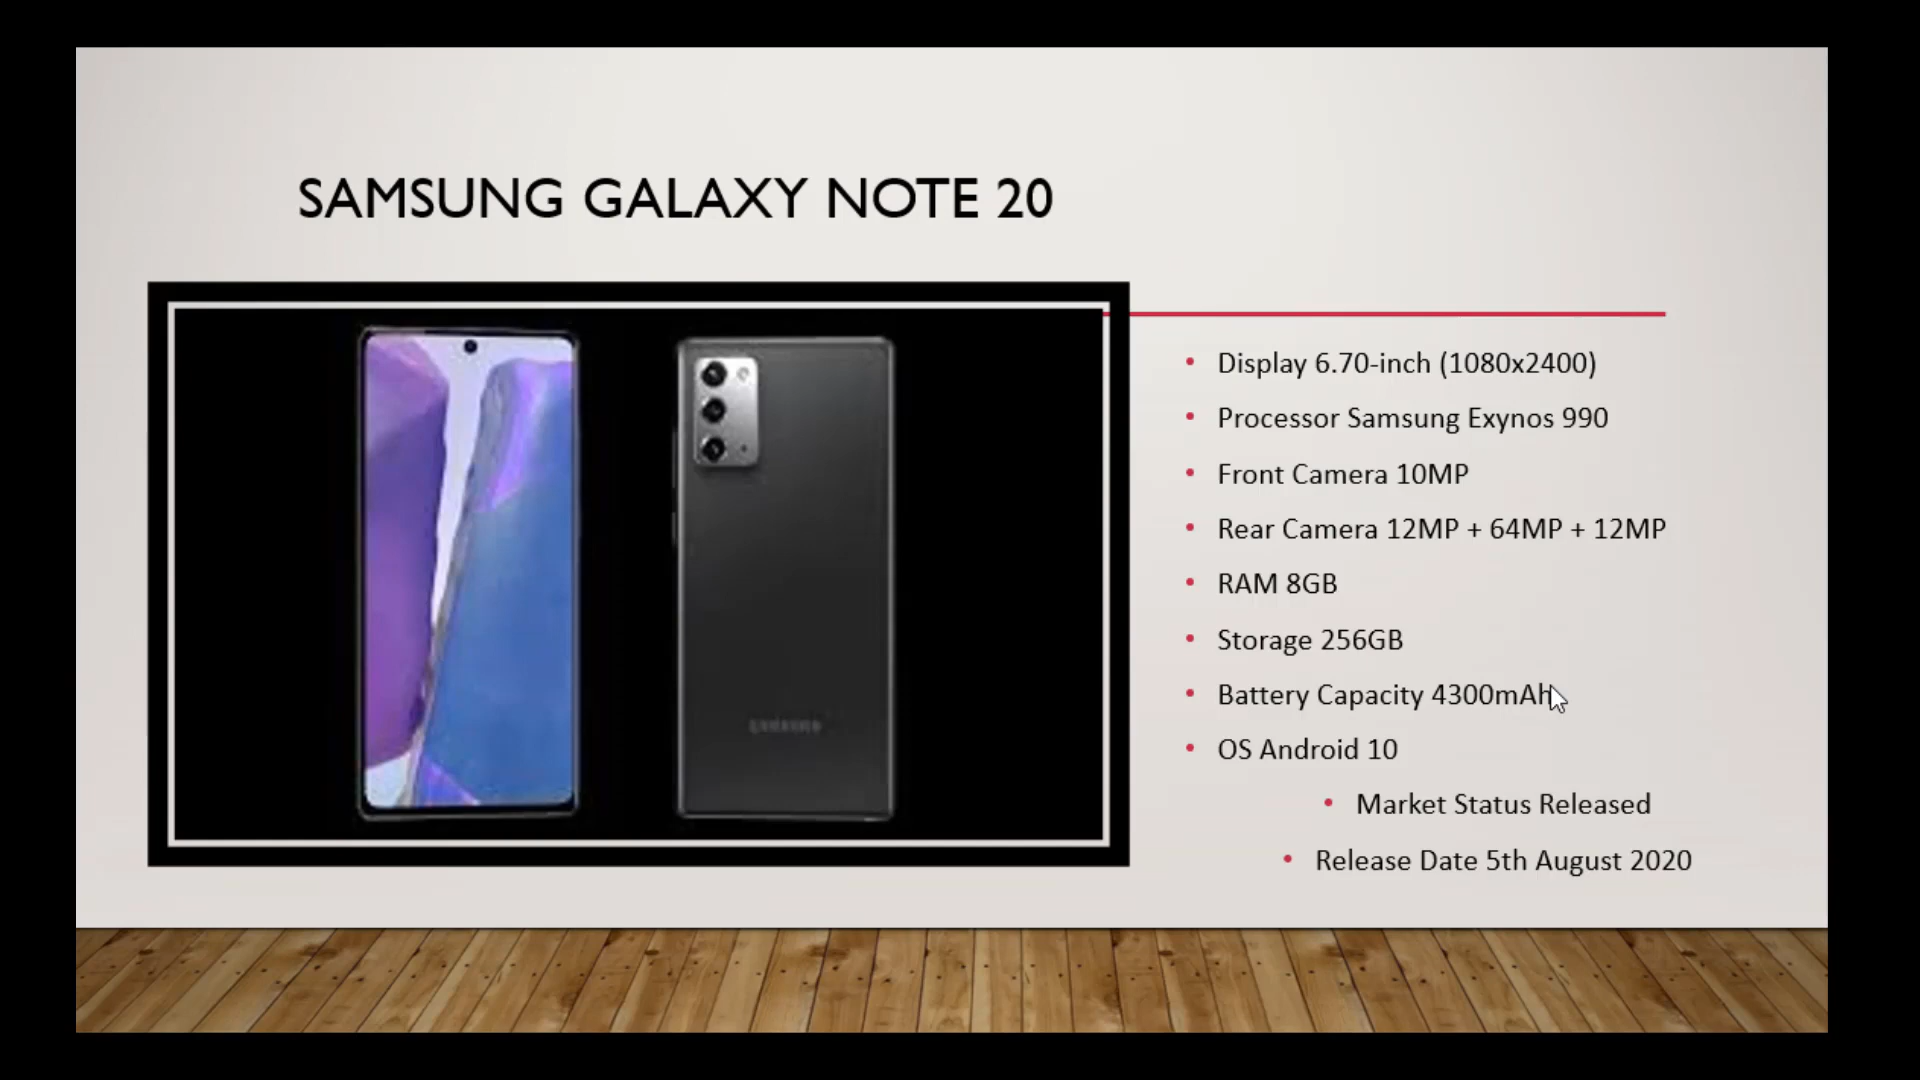 SAMSUNG GALAXY NOTE 20
Display 6.70-inch (1080x2400)
Processor Samsung Exynos 990
Front Camera 10MP
Rear Camera 12MP + 64MP + 12MP
RAM 8GB
Storage 256GB
Battery Capacity 4300mAh
OS Android 10
Market Status Released
Release Date 5th August 2020
SAMSUNG